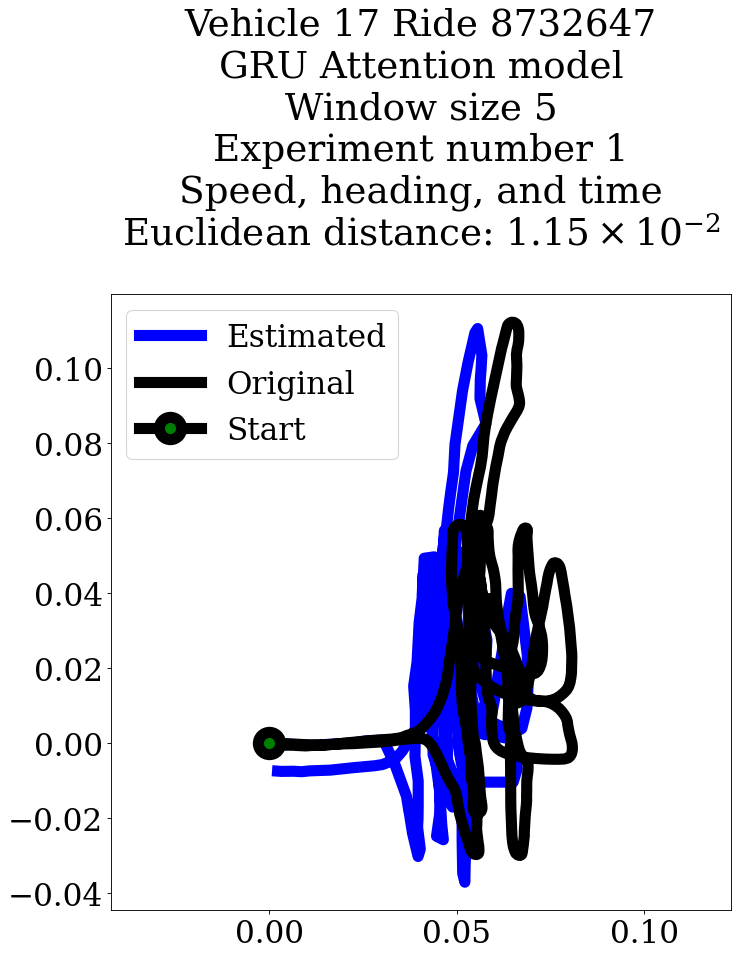 Vehicle 17 Ride 8732647
GRU Attention model
Window size 5
Experiment number 1
Speed, heading, and time
Euclidean distance: 1.15 × 10⁻²
Estimated
Original
Start
0.10
0.08
0.06
0.04
0.02
0.00
−0.02
−0.04
0.00 0.05 0.10